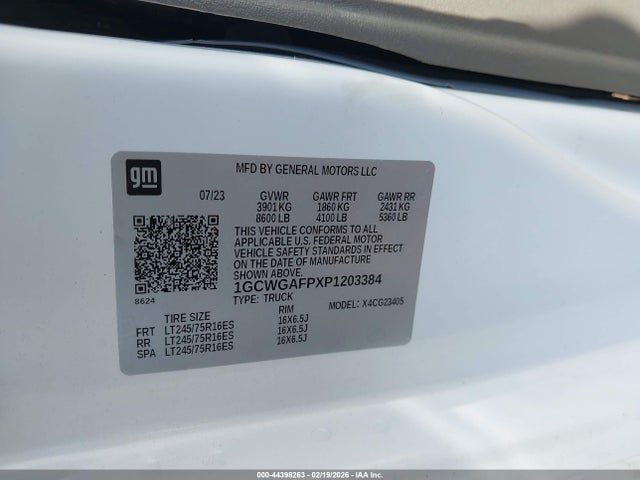 gm
MFD BY GENERAL MOTORS LLC
07/23 GVWR GAWR FRT GAWR RR
3901 KG 1860 KG 2431 KG
8600 LB 4100 LB 5360 LB
THIS VEHICLE CONFORMS TO ALL
APPLICABLE U.S. FEDERAL MOTOR
VEHICLE SAFETY STANDARDS IN EFFECT
ON THE DATE OF MANUFACTURE
SHOWN ABOVE.
8624
1GCWGAFPXP1203384
TYPE: TRUCK MODEL: X4CG23405
TIRE SIZE RIM
FRT LT245/75R16ES 16X6.5J
RR LT245/75R16ES 16X6.5J
SPA LT245/75R16ES 16X6.5J
000-44398263 - 02/19/2026 - IAAI.COM